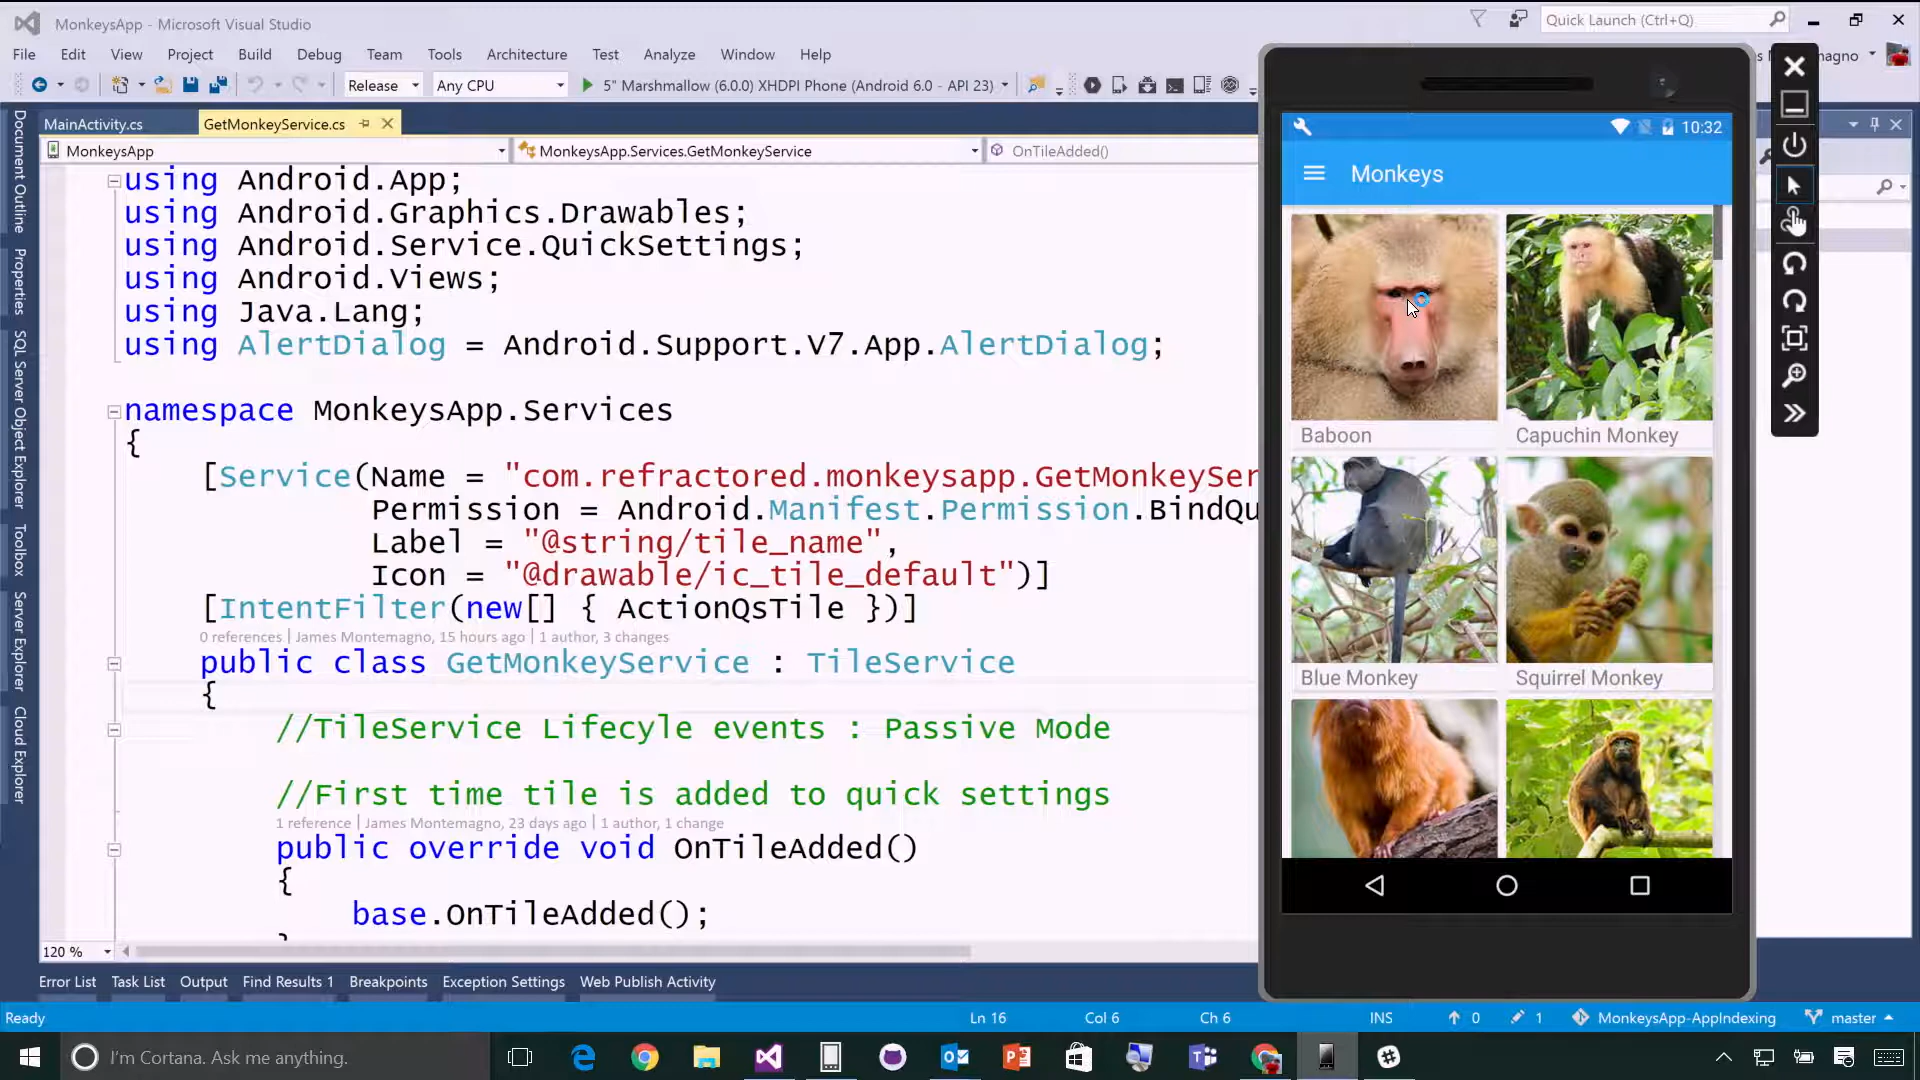 MonkeysApp - Microsoft Visual Studio
Quick Launch (Ctrl+Q)
File Edit View Project Build Debug Team Tools Architecture Test Analyze Window Help
magno
Release Any CPU 5" Marshmallow (6.0.0) XHDPI Phone (Android 6.0 - API 23)
MainActivity.cs GetMonkeyService.cs
MonkeysApp MonkeysApp.Services.GetMonkeyService OnTileAdded()
Document Outline
Properties
SQL Server Object Explorer
Toolbox
Server Explorer
Cloud Explorer
using Android.App;
using Android.Graphics.Drawables;
using Android.Service.QuickSettings;
using Android.Views;
using Java.Lang;
using AlertDialog = Android.Support.V7.App.AlertDialog;
namespace MonkeysApp.Services
{
[Service(Name = "com.refractored.monkeysapp.GetMonkeySer
Permission = Android.Manifest.Permission.BindQu
Label = "@string/tile_name",
Icon = "@drawable/ic_tile_default")]
[IntentFilter(new[] { ActionQsTile })]
0 references | James Montemagno, 15 hours ago | 1 author, 3 changes
public class GetMonkeyService : TileService
{
//TileService Lifecyle events : Passive Mode
//First time tile is added to quick settings
1 reference | James Montemagno, 23 days ago | 1 author, 1 change
public override void OnTileAdded()
{
base.OnTileAdded();
10:32
Monkeys
Baboon Capuchin Monkey
Blue Monkey Squirrel Monkey
120 %
Error List Task List Output Find Results 1 Breakpoints Exception Settings Web Publish Activity
Ready Ln 16 Col 6 Ch 6 INS 0 1 MonkeysApp-AppIndexing master
I'm Cortana. Ask me anything.